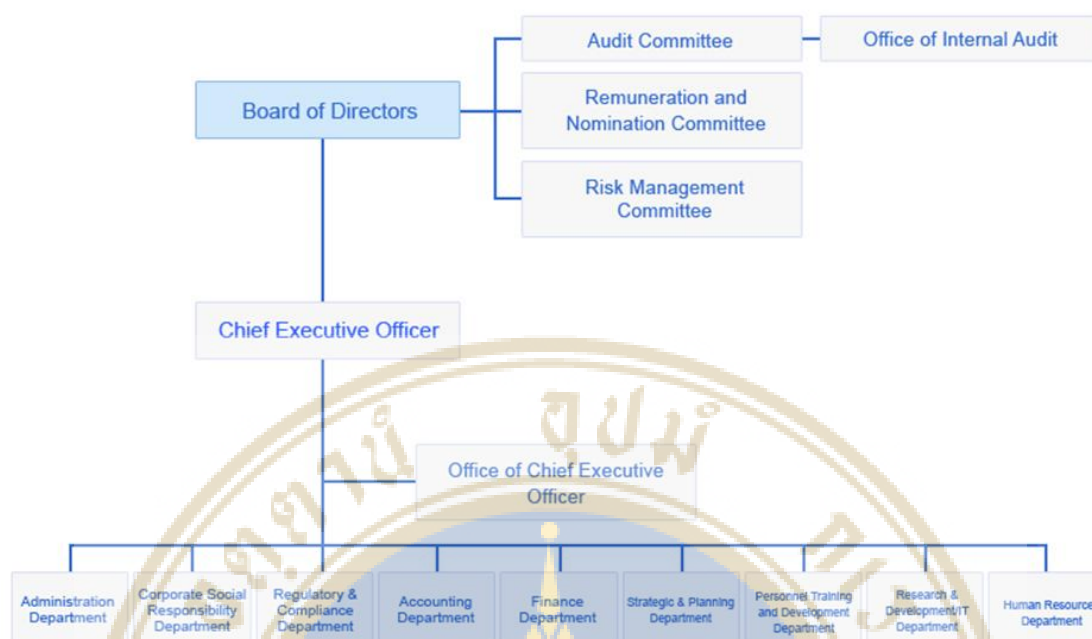 Audit Committee
Office of Internal Audit
Board of Directors
Remuneration and
Nomination Committee
Risk Management
Committee
Chief Executive Officer
Office of Chief Executive
Officer
Administration
Department
Corporate Social
Responsibility
Department
Regulatory &
Compliance
Department
Accounting
Department
Finance
Department
Strategic & Planning
Department
Personnel Training
and Development
Department
Research &
Development/IT
Department
Human Resource
Department